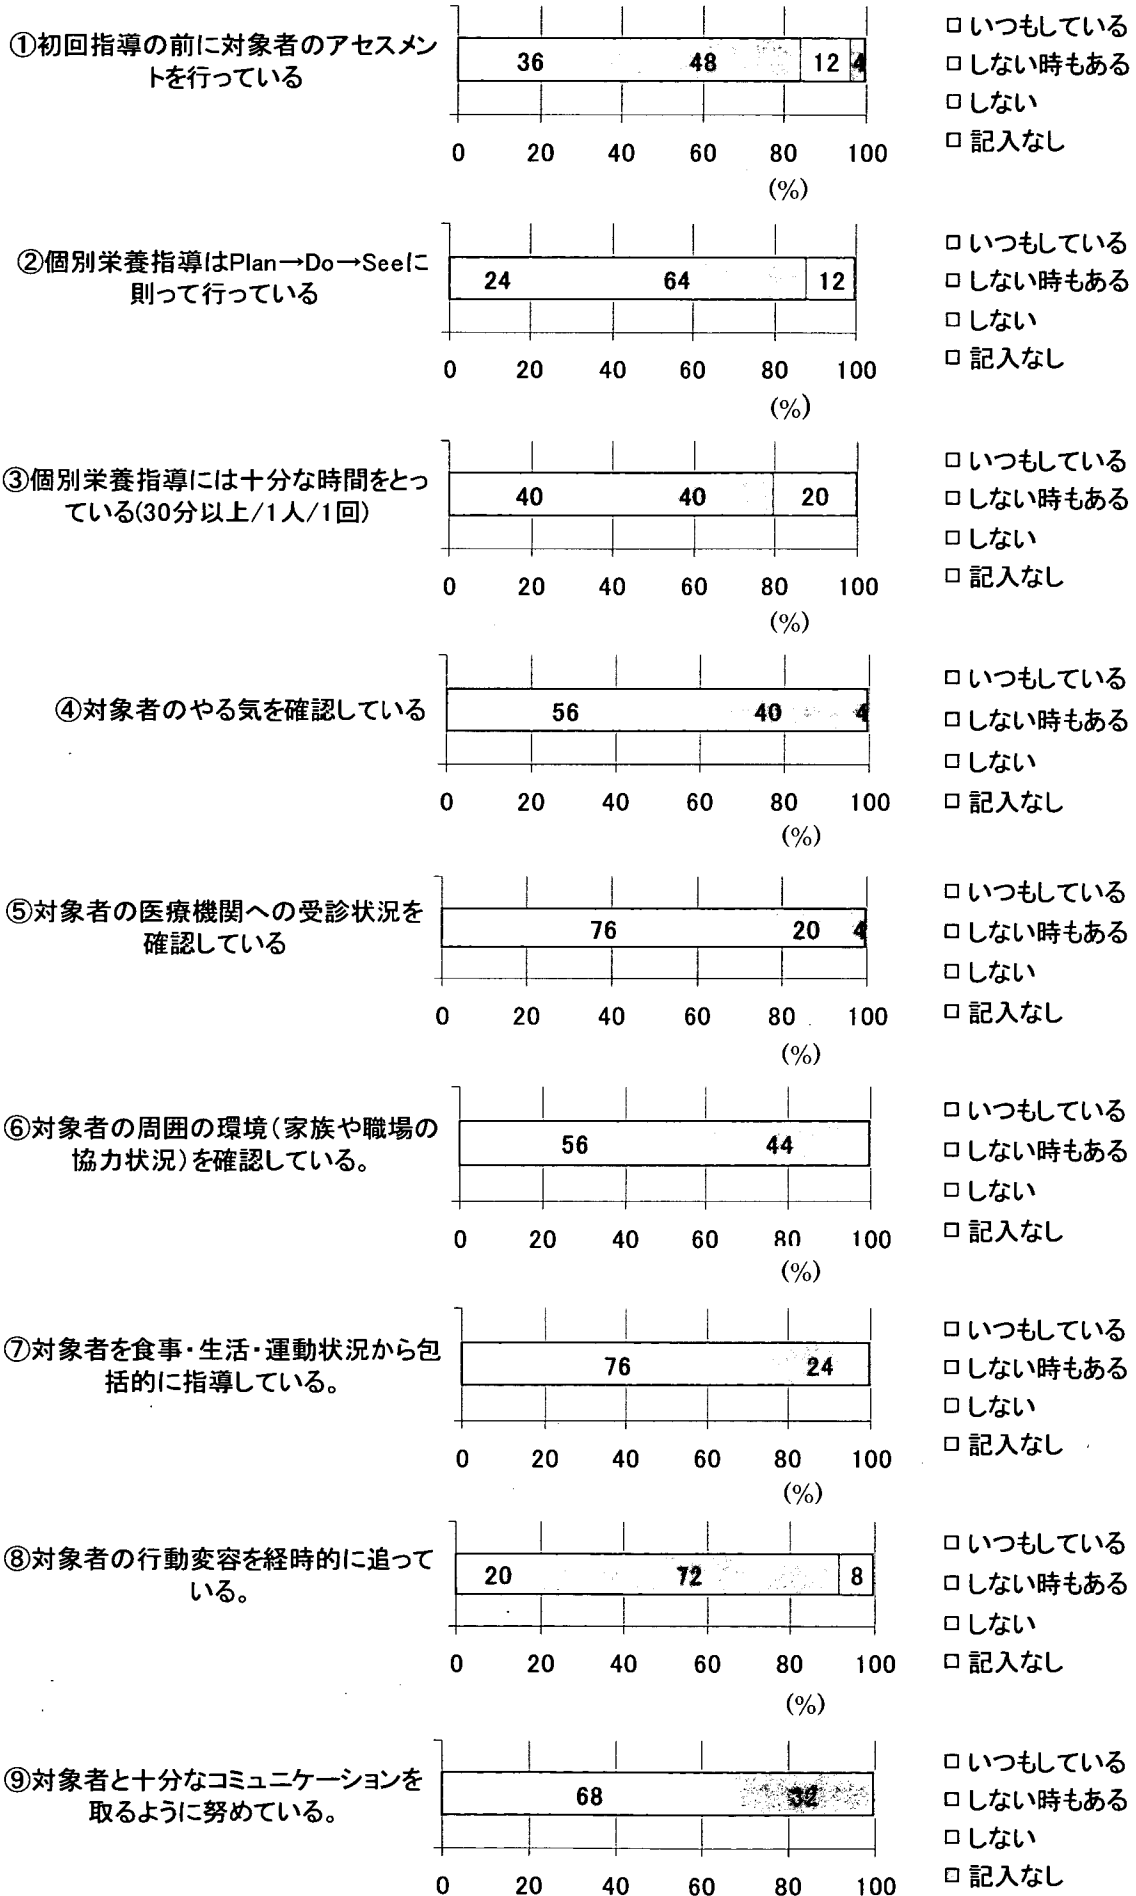 ①初回指導の前に対象者のアセスメン
トを行っている
36 48 12 4
0 20 40 60 80 100
(%)
□ いつもしている
□ しない時もある
□ しない
□ 記入なし
②個別栄養指導はPlan→Do→Seeに
則って行っている
24 64 12
0 20 40 60 80 100
(%)
□ いつもしている
□ しない時もある
□ しない
□ 記入なし
③個別栄養指導には十分な時間をとっ
ている(30分以上/1人/1回)
40 40 20
0 20 40 60 80 100
(%)
□ いつもしている
□ しない時もある
□ しない
□ 記入なし
④対象者のやる気を確認している
56 40 4
0 20 40 60 80 100
(%)
□ いつもしている
□ しない時もある
□ しない
□ 記入なし
⑤対象者の医療機関への受診状況を
確認している
76 20 4
0 20 40 60 80 100
(%)
□ いつもしている
□ しない時もある
□ しない
□ 記入なし
⑥対象者の周囲の環境(家族や職場の
協力状況)を確認している。
56 44
0 20 40 60 80 100
(%)
□ いつもしている
□ しない時もある
□ しない
□ 記入なし
⑦対象者を食事・生活・運動状況から包
括的に指導している。
76 24
0 20 40 60 80 100
(%)
□ いつもしている
□ しない時もある
□ しない
□ 記入なし
⑧対象者の行動変容を経時的に追って
いる。
20 72 8
0 20 40 60 80 100
(%)
□ いつもしている
□ しない時もある
□ しない
□ 記入なし
⑨対象者と十分なコミュニケーションを
取るように努めている。
68 32
0 20 40 60 80 100
□ いつもしている
□ しない時もある
□ しない
□ 記入なし